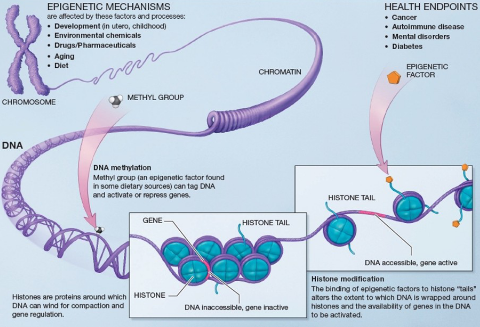 EPIGENETIC MECHANISMS
are affected by these factors and processes:
• Development (in utero, childhood)
• Environmental chemicals
• Drugs/Pharmaceuticals
• Aging
• Diet
HEALTH ENDPOINTS
• Cancer
• Autoimmune disease
• Mental disorders
• Diabetes
EPIGENETIC
FACTOR
CHROMATIN
CHROMOSOME
METHYL GROUP
DNA
DNA methylation
Methyl group (an epigenetic factor found
in some dietary sources) can tag DNA
and activate or repress genes.
HISTONE TAIL
GENE
HISTONE TAIL
DNA accessible, gene active
HISTONE
DNA inaccessible, gene inactive
Histones are proteins around which
DNA can wind for compaction and
gene regulation.
Histone modification
The binding of epigenetic factors to histone “tails”
alters the extent to which DNA is wrapped around
histones and the availability of genes in the DNA
to be activated.